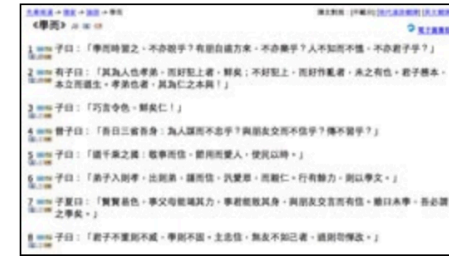 《學而》
1 子曰：「學而時習之，不亦說乎？有朋自遠方來，不亦樂乎？人不知而不慍，不亦君子乎？」
2 有子曰：「其為人也孝弟，而好犯上者，鮮矣；不好犯上，而好作亂者，未之有也。君子務本，
本立而道生。孝弟也者，其為仁之本與！」
3 子曰：「巧言令色，鮮矣仁！」
4 曾子曰：「吾日三省吾身：為人謀而不忠乎？與朋友交而不信乎？傳不習乎？」
5 子曰：「道千乘之國：敬事而信，節用而愛人，使民以時。」
6 子曰：「弟子入則孝，出則弟，謹而信，汎愛眾，而親仁。行有餘力，則以學文。」
7 子夏曰：「賢賢易色，事父母能竭其力，事君能致其身，與朋友交言而有信。雖曰未學，吾必謂
之學矣。」
8 子曰：「君子不重則不威，學則不固。主忠信，無友不如己者，過則勿憚改。」